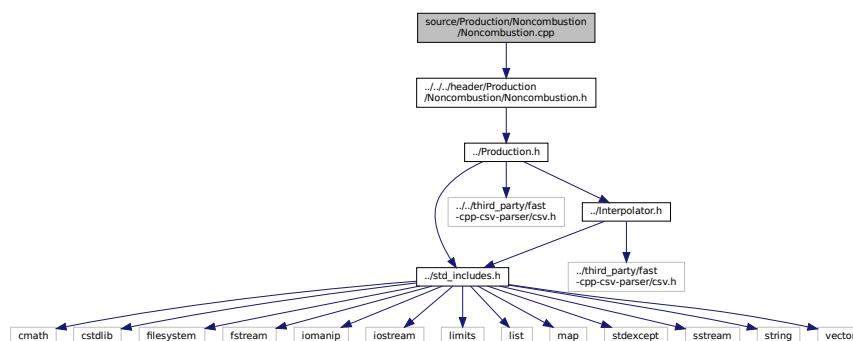 source/Production/Noncombustion
/Noncombustion.cpp
../../../header/Production
/Noncombustion/Noncombustion.h
../Production.h
../../third_party/fast
-cpp-csv-parser/csv.h
../Interpolator.h
../std_includes.h
../third_party/fast
-cpp-csv-parser/csv.h
cmath
cstdlib
filesystem
fstream
iomanip
iostream
limits
list
map
stdexcept
sstream
string
vector